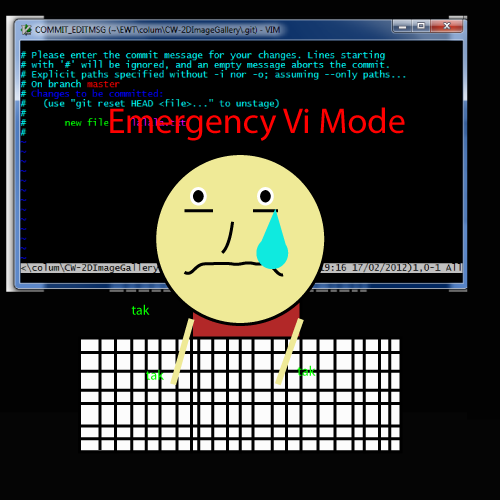 COMMIT_EDITMSG (~\EWT\colum\CW-2DImageGallery\.git) - VIM
# Please enter the commit message for your changes. Lines starting
# with '#' will be ignored, and an empty message aborts the commit.
# Explicit paths specified without -i nor -o; assuming --only paths...
# On branch master
# Changes to be committed:
#   (use "git reset HEAD <file>..." to unstage)
#
#       new file
#
Emergency Vi Mode
<\colum\CW-2DImageGallery\ 19:16 17/02/2012)1,0-1 All
tak
tak
tak